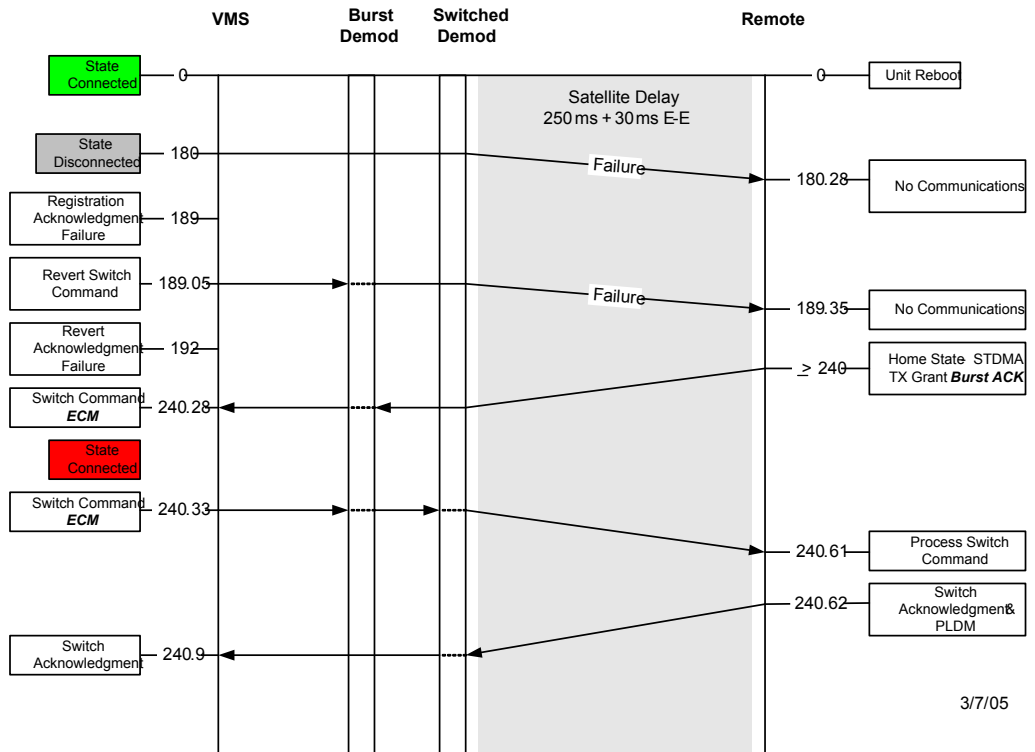 VMS
Burst
Demod
Switched
Demod
Remote
State
Connected
0
0
Unit Reboot
Satellite Delay
250 ms + 30 ms E-E
State
Disconnected
180
Failure
180.28
No Communications
Registration
Acknowledgment
Failure
189
Revert Switch
Command
189.05
Failure
189.35
No Communications
Revert
Acknowledgment
Failure
192
> 240
Home State STDMA
TX Grant Burst ACK
Switch Command
ECM
240.28
State
Connected
Switch Command
ECM
240.33
240.61
Process Switch
Command
240.62
Switch
Acknowledgment&
PLDM
Switch
Acknowledgment
240.9
3/7/05